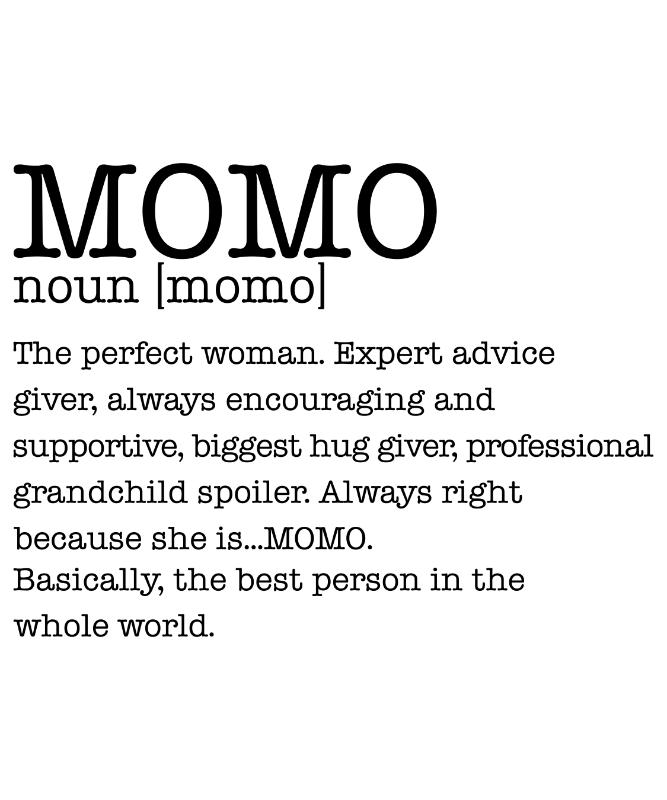 MOMO
noun [momo]
The perfect woman. Expert advice
giver, always encouraging and
supportive, biggest hug giver, professional
grandchild spoiler. Always right
because she is...MOMO.
Basically, the best person in the
whole world.